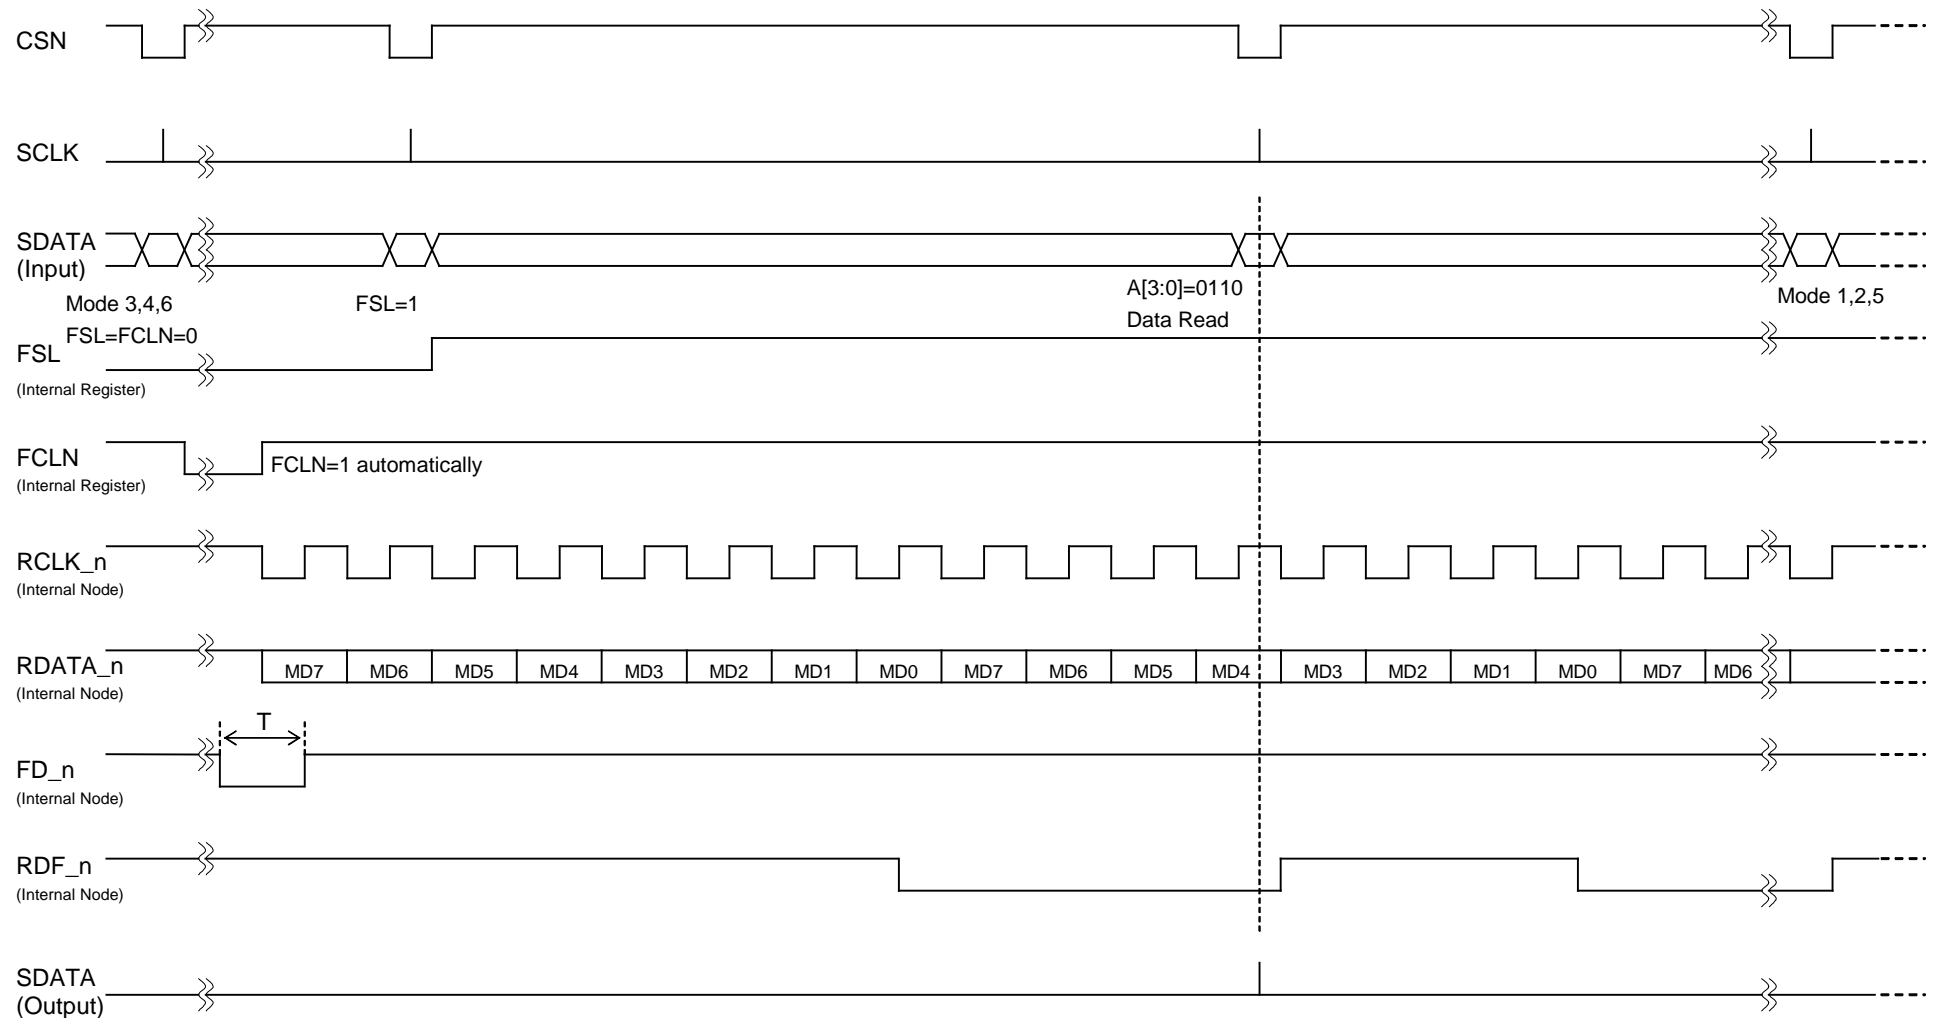 CSN
SCLK
SDATA
(Input)
Mode 3,4,6
FSL=FCLN=0
FSL=1
A[3:0]=0110
Data Read
Mode 1,2,5
FSL
(Internal Register)
FCLN
(Internal Register)
FCLN=1 automatically
RCLK_n
(Internal Node)
RDATA_n
(Internal Node)
MD7 MD6 MD5 MD4 MD3 MD2 MD1 MD0 MD7 MD6 MD5 MD4 MD3 MD2 MD1 MD0 MD7 MD6
T
FD_n
(Internal Node)
RDF_n
(Internal Node)
SDATA
(Output)